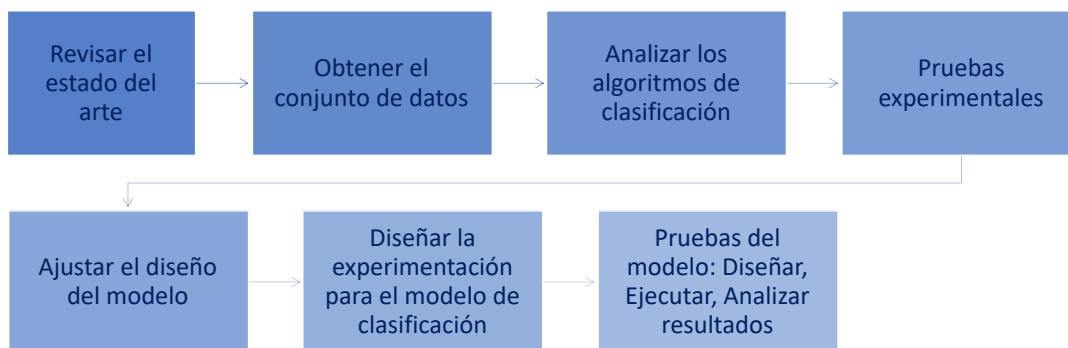 Revisar el
estado del
arte
Obtener el
conjunto de datos
Analizar los
algoritmos de
clasificación
Pruebas
experimentales
Ajustar el diseño
del modelo
Diseñar la
experimentación
para el modelo de
clasificación
Pruebas del
modelo: Diseñar,
Ejecutar, Analizar
resultados